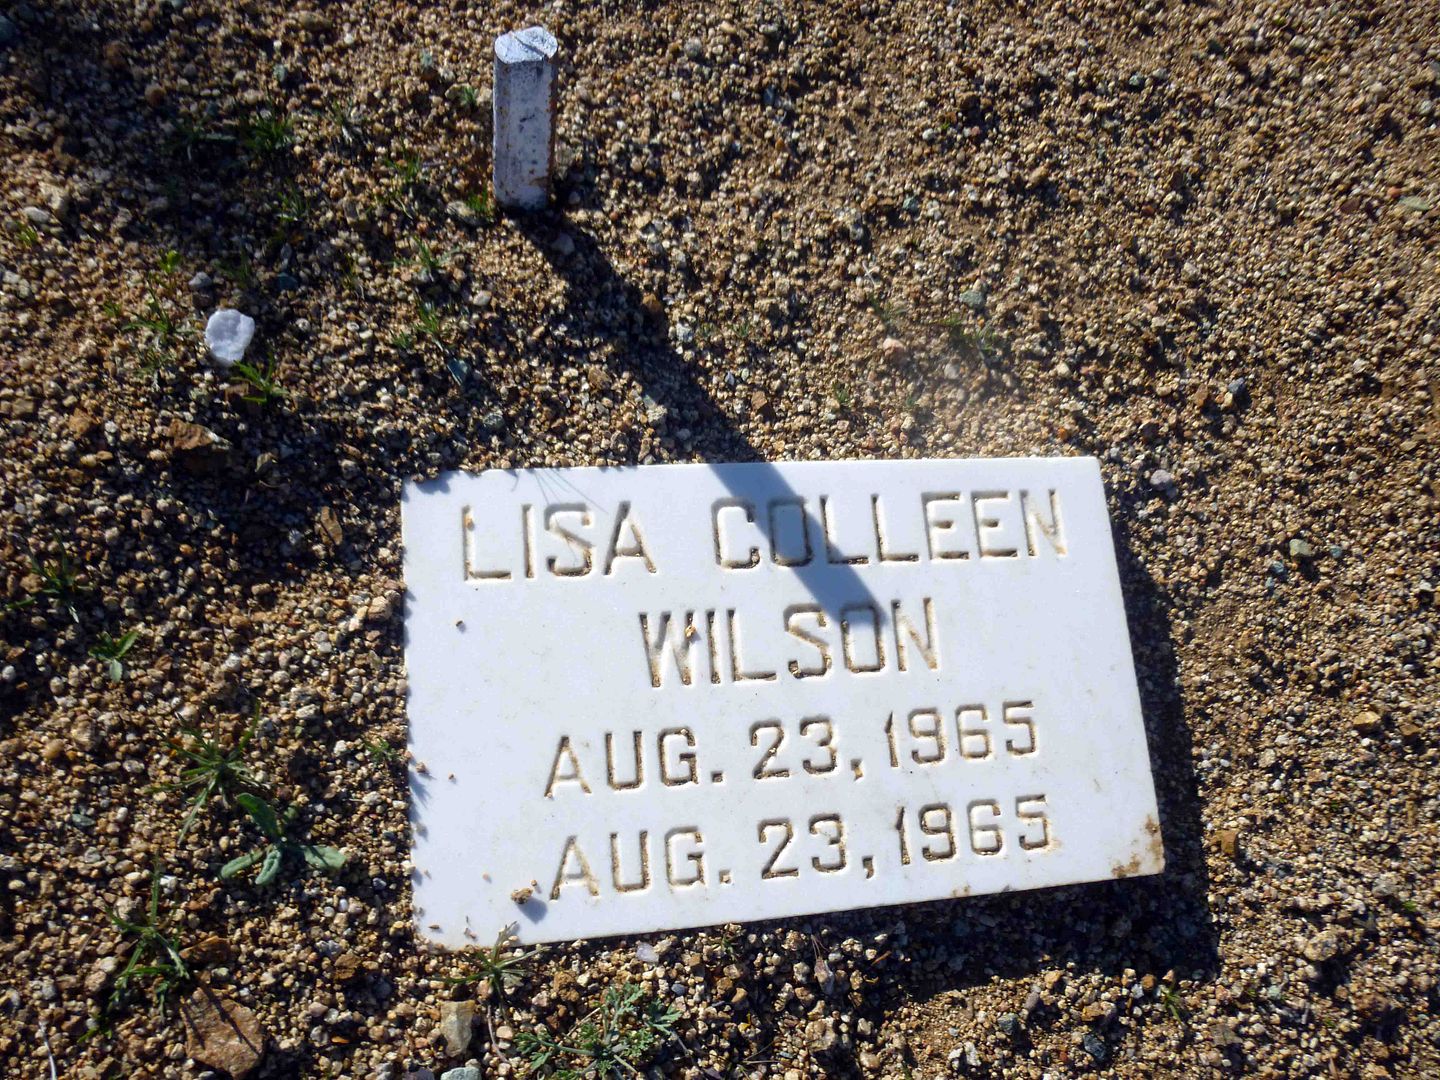 LISA COLLEEN
WILSON
AUG. 23, 1965
AUG. 23, 1965